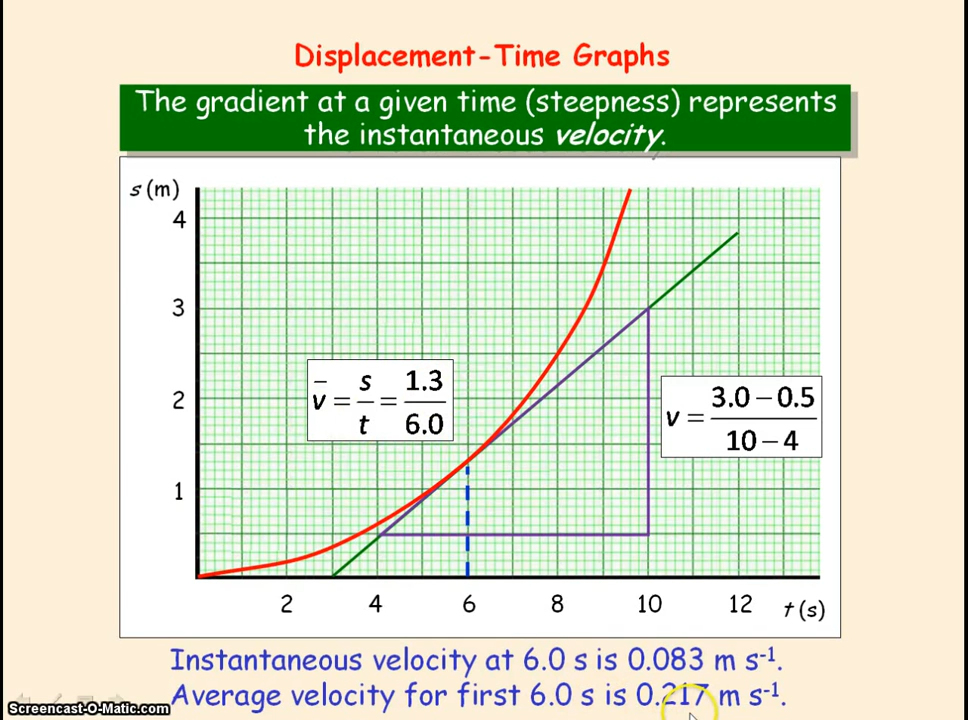 Displacement-Time Graphs
The gradient at a given time (steepness) represents
the instantaneous velocity.
s (m)
4
3
2
1
v̄ = s/t = 1.3/6.0
v = 3.0 – 0.5/10 – 4
2 4 6 8 10 12 t (s)
Instantaneous velocity at 6.0 s is 0.083 m s⁻¹.
Average velocity for first 6.0 s is 0.217 m s⁻¹.
Screencast-O-Matic.com